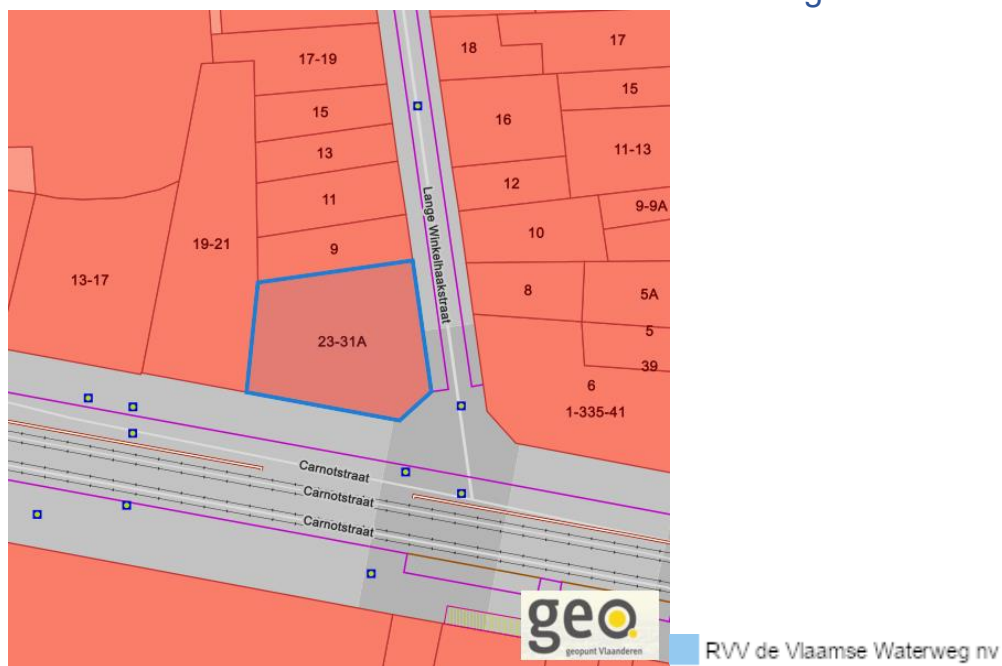 g
17-19
18
17
15
15
16
13
11-13
12
11
9-9A
10
19-21
9
13-17
8
5A
Lange Winkelhaakstraat
5
23-31A
39
6
1-335-41
Carnotstraat
Carnotstraat
Carnotstraat
geo.
geopunt Vlaanderen
RVV de Vlaamse Waterweg nv